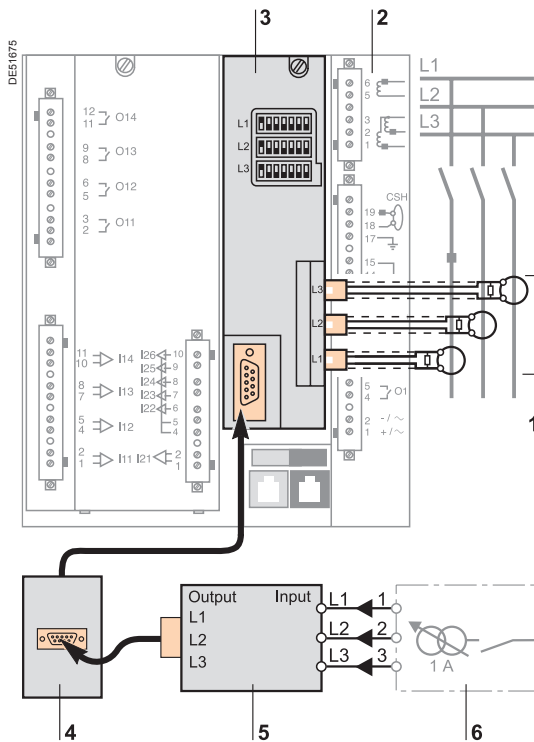 DE51675
3
2
12
11
O14
9
8
O13
6
5
O12
3
2
O11
L1
L2
L3
6
5
3
2
1
L1
L2
L3
CSH
19
18
17
15
L3
L2
L1
11
10
I14
8
7
I13
5
4
I12
2
1
I11
I26
10
I25
9
I24
8
I23
7
I22
6
5
4
I21
2
1
5
4
O1
2
- / ~
1
+ / ~
1
Output Input
L1
L2
L3
L1 1
L2 2
L3 3
1 A
4
5
6